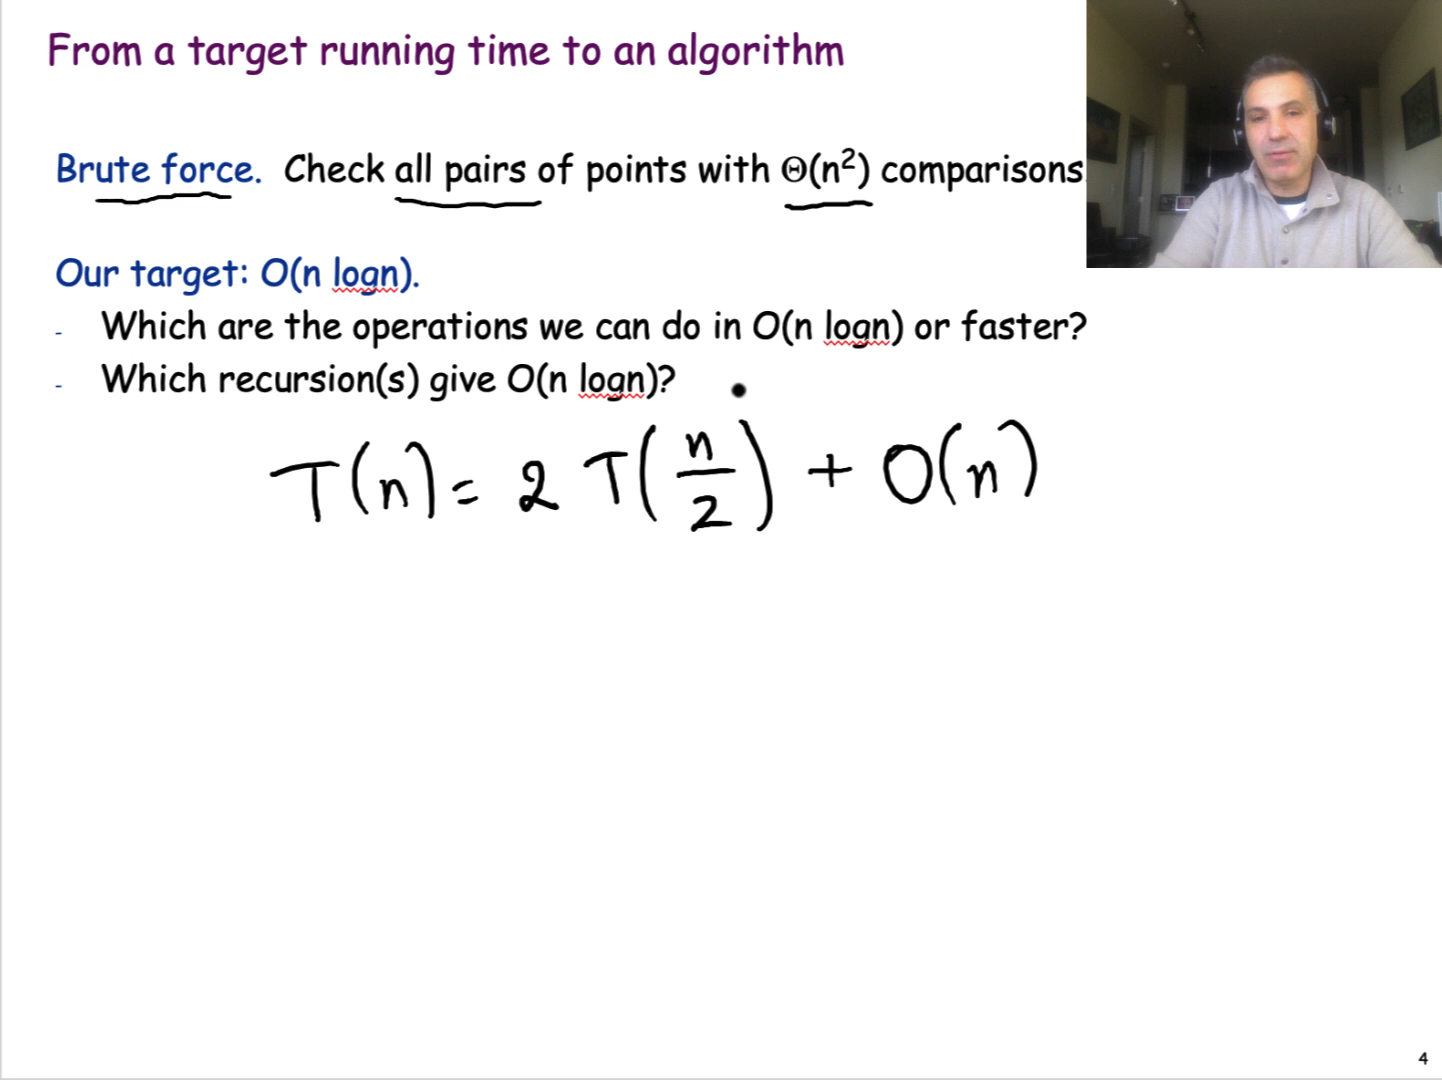 From a target running time to an algorithm
Brute force. Check all pairs of points with Θ(n²) comparisons.
Our target: O(n logn).
- Which are the operations we can do in O(n logn) or faster?
- Which recursion(s) give O(n logn)?
T(n) = 2 T(n/2) + O(n)
4